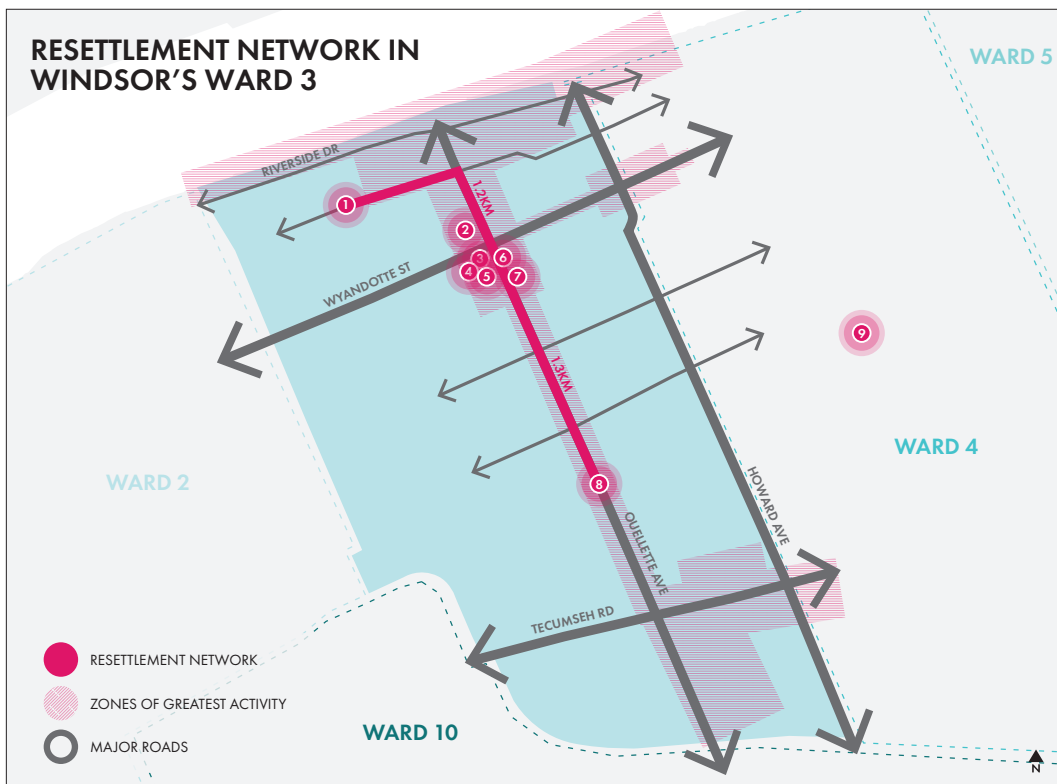 RESETTLEMENT NETWORK IN
WINDSOR'S WARD 3
WARD 5
RIVERSIDE DR
1
1.2KM
2
3
6
4
5
7
WYANDOTTE ST
9
1.3KM
WARD 4
WARD 2
8
HOWARD AVE
OUELLETTE AVE
TECUMSEH RD
RESETTLEMENT NETWORK
ZONES OF GREATEST ACTIVITY
MAJOR ROADS
WARD 10
N